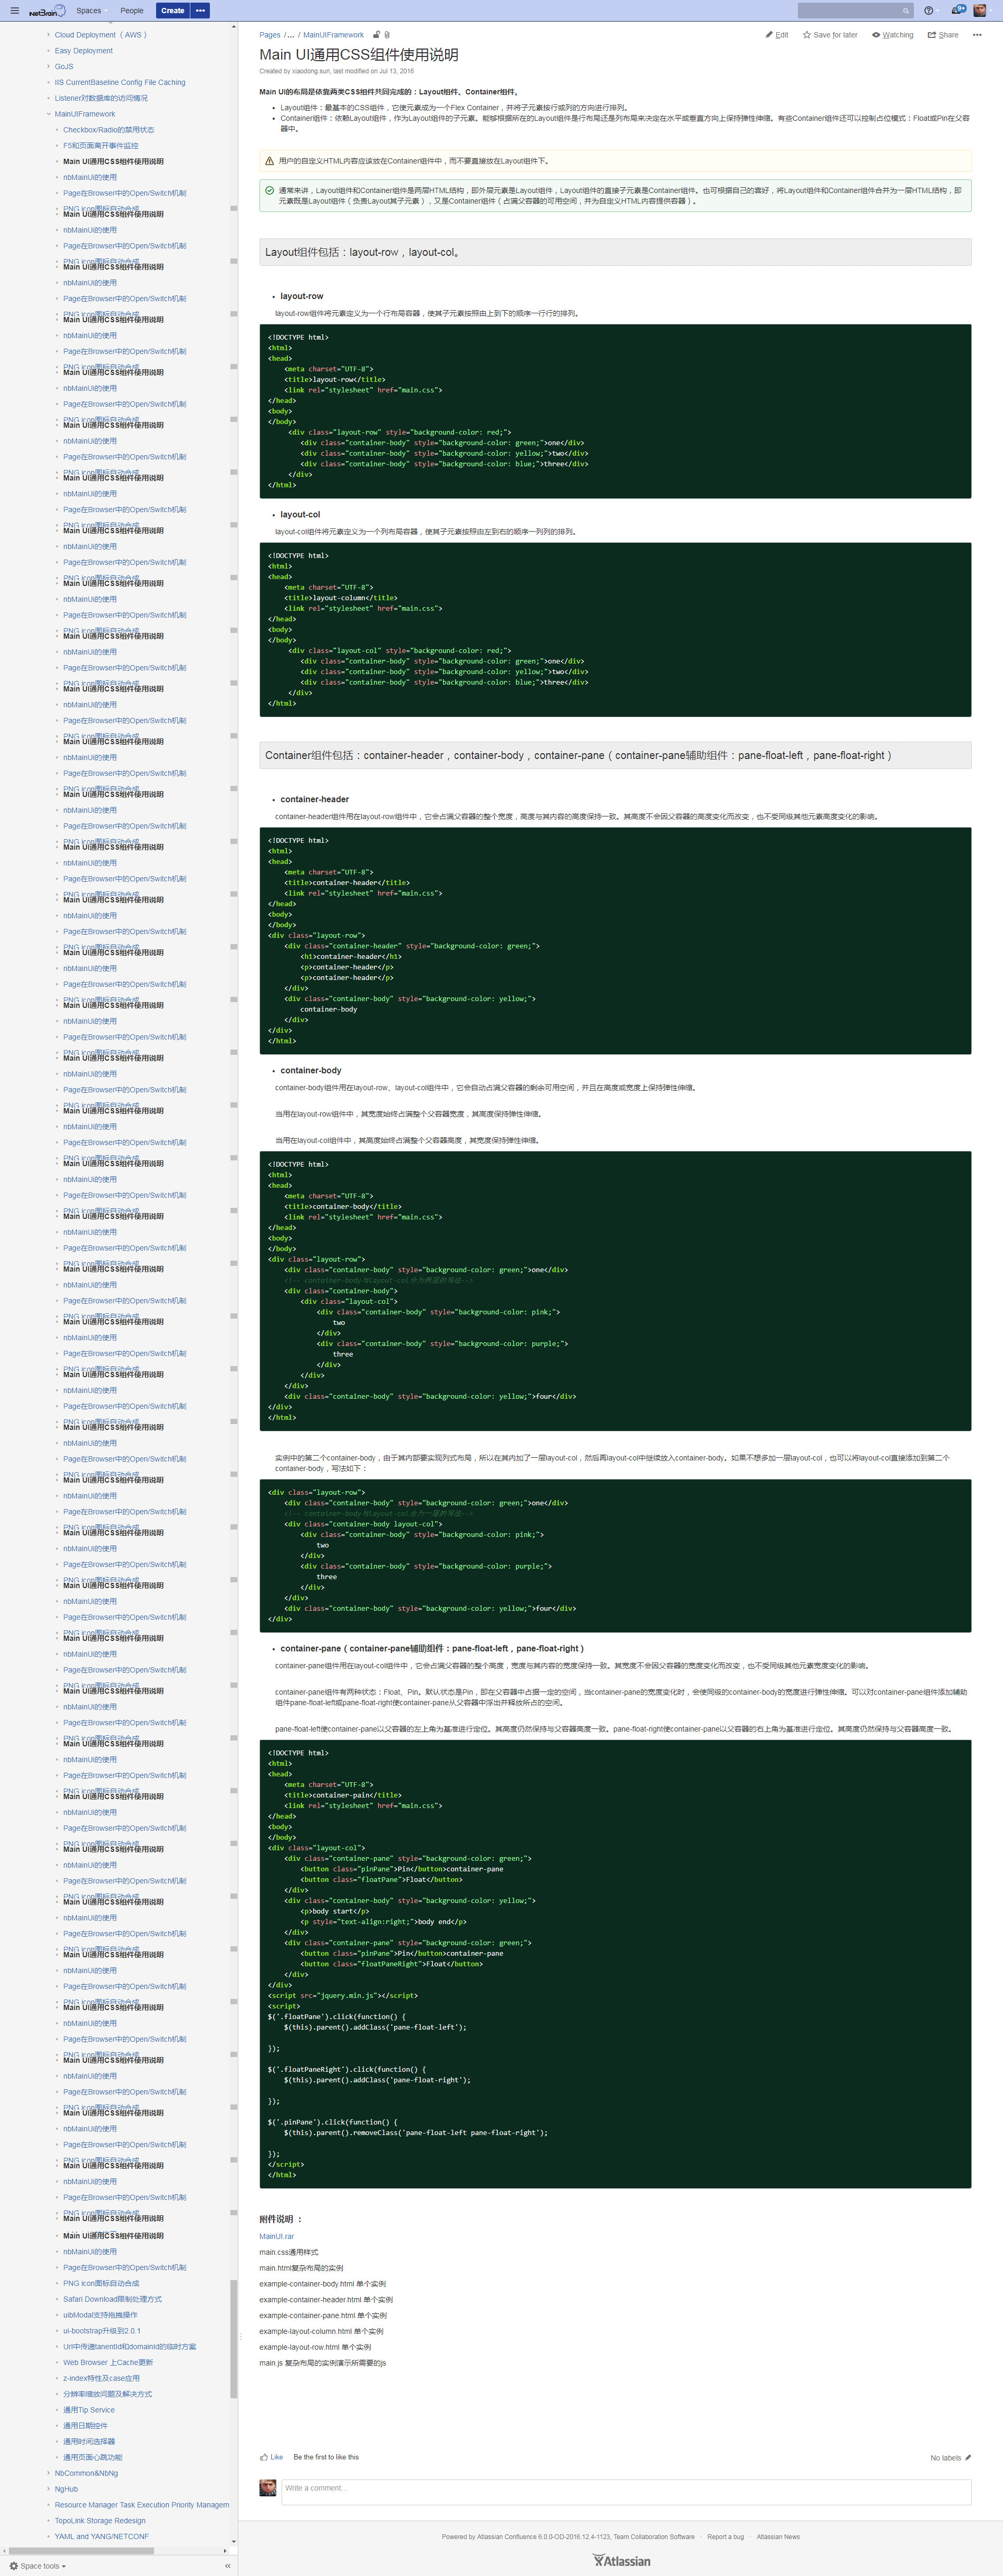 NetBrain
Spaces
People
Create
•••
9+
Cloud Deployment （ AWS ）
Easy Deployment
GoJS
IIS CurrentBaseline Config File Caching
Listener对数据库的访问情况
MainUIFramework
Checkbox/Radio的禁用状态
F5和页面离开事件监控
Main UI通用CSS组件使用说明
nbMainUi的使用
Page在Browser中的Open/Switch机制
PNG icon图标自动合成
Safari Download限制处理方式
uibModal支持拖拽操作
ui-bootstrap升级到2.0.1
Url中传递tanentId和domainId的临时方案
Web Browser 上Cache更新
z-index特性及case应用
分辨率缩放问题及解决方式
通用Tip Service
通用日期控件
通用时间选择器
通用页面心跳功能
NbCommon&NbNg
NgHub
Resource Manager Task Execution Priority Managem
TopoLink Storage Redesign
YAML and YANG/NETCONF
Space tools
Pages / ... / MainUIFramework
Edit
Save for later
Watching
Share
Main UI通用CSS组件使用说明
Created by xiaodong.sun, last modified on Jul 13, 2016
Main UI的布局是依靠两类CSS组件共同完成的：Layout组件、Container组件。
Layout组件：最基本的CSS组件，它使元素成为一个Flex Container，并将子元素按行或列的方向进行排列。
Container组件：依赖Layout组件，作为Layout组件的子元素。能够根据所在的Layout组件是行布局还是列布局来决定在水平或垂直方向上保持弹性伸缩。有些Container组件还可以控制占位模式：Float或Pin在父容
器中。
用户的自定义HTML内容应该放在Container组件中，而不要直接放在Layout组件下。
通常来讲，Layout组件和Container组件是两层HTML结构，即外层元素是Layout组件，Layout组件的直接子元素是Container组件。也可根据自己的喜好，将Layout组件和Container组件合并为一层HTML结构，即
元素既是Layout组件（负责Layout其子元素），又是Container组件（占满父容器的可用空间，并为自定义HTML内容提供容器）。
Layout组件包括：layout-row，layout-col。
layout-row
layout-row组件将元素定义为一个行布局容器，使其子元素按照由上到下的顺序一行行的排列。
<!DOCTYPE html>
<html>
<head>
    <meta charset="UTF-8">
    <title>layout-row</title>
    <link rel="stylesheet" href="main.css">
</head>
<body>
</body>
     <div class="layout-row" style="background-color: red;">
        <div class="container-body" style="background-color: green;">one</div>
        <div class="container-body" style="background-color: yellow;">two</div>
        <div class="container-body" style="background-color: blue;">three</div>
     </div>
</html>
layout-col
layout-col组件将元定义为一个列布局容器，使其子元素按照由左到右的顺序一列列的排列。
<!DOCTYPE html>
<html>
<head>
    <meta charset="UTF-8">
    <title>layout-column</title>
    <link rel="stylesheet" href="main.css">
</head>
<body>
</body>
     <div class="layout-col" style="background-color: red;">
        <div class="container-body" style="background-color: green;">one</div>
        <div class="container-body" style="background-color: yellow;">two</div>
        <div class="container-body" style="background-color: blue;">three</div>
     </div>
</html>
Container组件包括：container-header，container-body，container-pane（container-pane辅助组件：pane-float-left，pane-float-right）
container-header
container-header组件用在layout-row组件中，它会占满父容器的整个宽度，高度与其内容的高度保持一致。其高度不会因父容器的高度变化而改变，也不受同级其他元素高度变化的影响。
<!DOCTYPE html>
<html>
<head>
    <meta charset="UTF-8">
    <title>container-header</title>
    <link rel="stylesheet" href="main.css">
</head>
<body>
</body>
<div class="layout-row">
    <div class="container-header" style="background-color: green;">
        <h1>container-header</h1>
        <p>container-header</p>
        <p>container-header</p>
    </div>
    <div class="container-body" style="background-color: yellow;">
        container-body
    </div>
</div>
</html>
container-body
container-body组件用在layout-row、layout-col组件中，它会自动占满父容器的剩余可用空间，并且在高度或宽度上保持弹性伸缩。
当用在layout-row组件中，其宽度始终占满整个父容器宽度，其高度保持弹性伸缩。
当用在layout-col组件中，其高度始终占满整个父容器高度，其宽度保持弹性伸缩。
<!DOCTYPE html>
<html>
<head>
    <meta charset="UTF-8">
    <title>container-body</title>
    <link rel="stylesheet" href="main.css">
</head>
<body>
</body>
<div class="layout-row">
    <div class="container-body" style="background-color: green;">one</div>
    <!-- container-body与layout-col分为两层的写法-->
    <div class="container-body">
        <div class="layout-col">
            <div class="container-body" style="background-color: pink;">
                two
            </div>
            <div class="container-body" style="background-color: purple;">
                three
            </div>
        </div>
    </div>
    <div class="container-body" style="background-color: yellow;">four</div>
</div>
</html>
实例中的第二个container-body，由于其内部要实现列式布局，所以在其内加了一层layout-col，然后再layout-col中继续放入container-body。如果不想多加一层layout-col，也可以将layout-col直接添加到第二个
container-body，写法如下：
<div class="layout-row">
    <div class="container-body" style="background-color: green;">one</div>
    <!-- container-body与layout-col合为一层的写法-->
    <div class="container-body layout-col">
        <div class="container-body" style="background-color: pink;">
            two
        </div>
        <div class="container-body" style="background-color: purple;">
            three
        </div>
    </div>
    <div class="container-body" style="background-color: yellow;">four</div>
</div>
container-pane（container-pane辅助组件：pane-float-left，pane-float-right）
container-pane组件用在layout-col组件中，它会占满父容器的整个高度，宽度与其内容的宽度保持一致。其宽度不会因父容器的宽度变化而改变，也不受同级其他元素宽度变化的影响。
container-pane组件有两种状态：Float、Pin。默认状态是Pin，即在父容器中占据一定的空间，当container-pane的宽度变化时，会使同级的container-body的宽度进行弹性伸缩。可以对container-pane组件添加辅助
组件pane-float-left或pane-float-right使container-pane从父容器中浮出并释放所占的空间。
pane-float-left使container-pane以父容器的左上角为基准进行定位。其高度仍然保持与父容器高度一致。pane-float-right使container-pane以父容器的右上角为基准进行定位。其高度仍然保持与父容器高度一致。
<!DOCTYPE html>
<html>
<head>
    <meta charset="UTF-8">
    <title>container-pain</title>
    <link rel="stylesheet" href="main.css">
</head>
<body>
</body>
<div class="layout-col">
    <div class="container-pane" style="background-color: green;">
        <button class="pinPane">Pin</button>container-pane
        <button class="floatPane">Float</button>
    </div>
    <div class="container-body" style="background-color: yellow;">
        <p>body start</p>
        <p style="text-align:right;">body end</p>
    </div>
    <div class="container-pane" style="background-color: green;">
        <button class="pinPane">Pin</button>container-pane
        <button class="floatPaneRight">Float</button>
    </div>
</div>
<script src="jquery.min.js"></script>
<script>
$('.floatPane').click(function() {
    $(this).parent().addClass('pane-float-left');
});
$('.floatPaneRight').click(function() {
    $(this).parent().addClass('pane-float-right');
});
$('.pinPane').click(function() {
    $(this).parent().removeClass('pane-float-left pane-float-right');
});
</script>
</html>
附件说明 ：
MainUI.rar
main.css通用样式
main.html复杂布局的实例
example-container-body.html 单个实例
example-container-header.html 单个实例
example-container-pane.html 单个实例
example-layout-column.html 单个实例
example-layout-row.html 单个实例
main.js 复杂布局的实例演示所需要的js
Like
Be the first to like this
No labels
Write a comment...
Powered by Atlassian Confluence 6.0.0-OD-2016.12.4-1123, Team Collaboration Software · Report a bug · Atlassian News
Atlassian